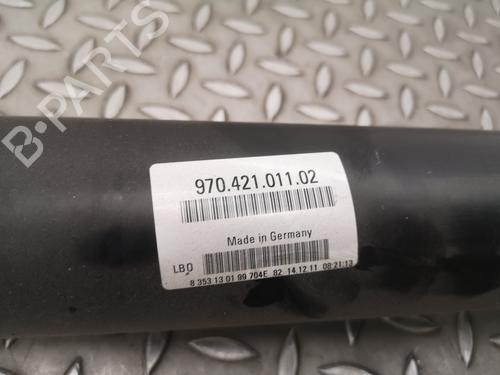 B-PARTS
970.421.011.02
Made in Germany
LBO
8 353 13 01 99 704E 82 14.12.11 08:21:13